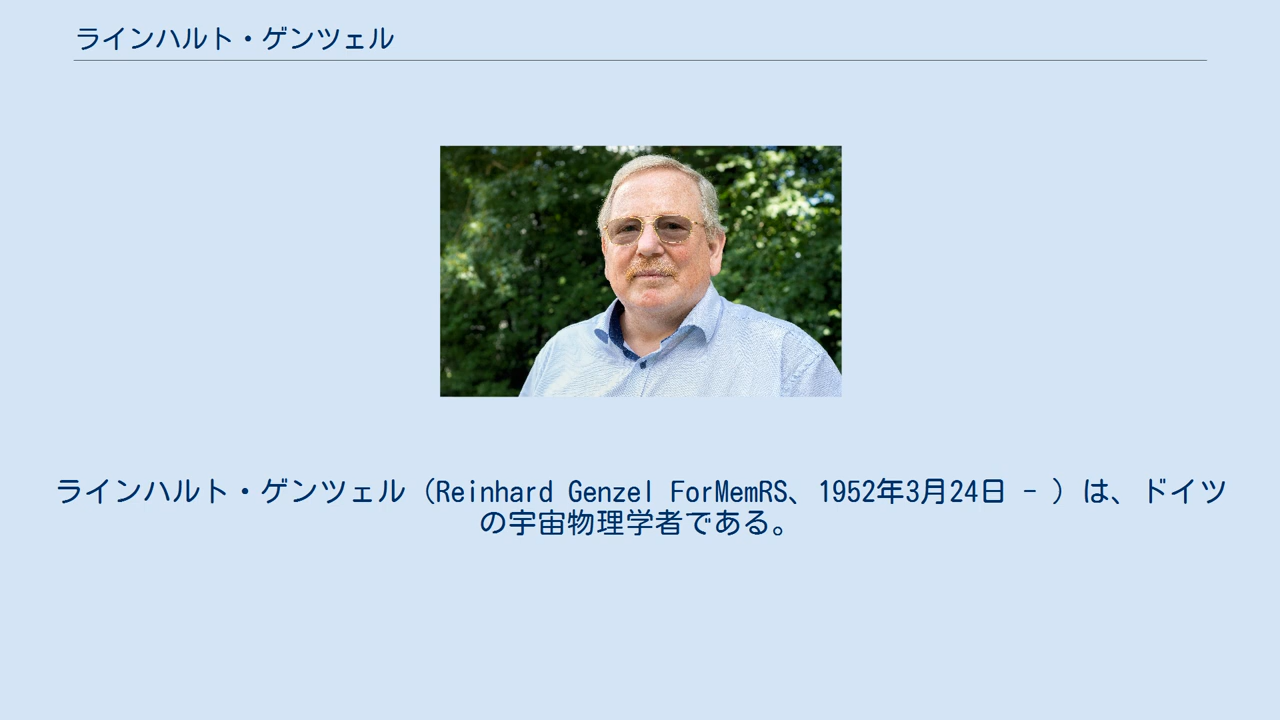 ラインハルト・ゲンツェル
ラインハルト・ゲンツェル（Reinhard Genzel ForMemRS、1952年3月24日 - ）は、ドイツ
の宇宙物理学者である。